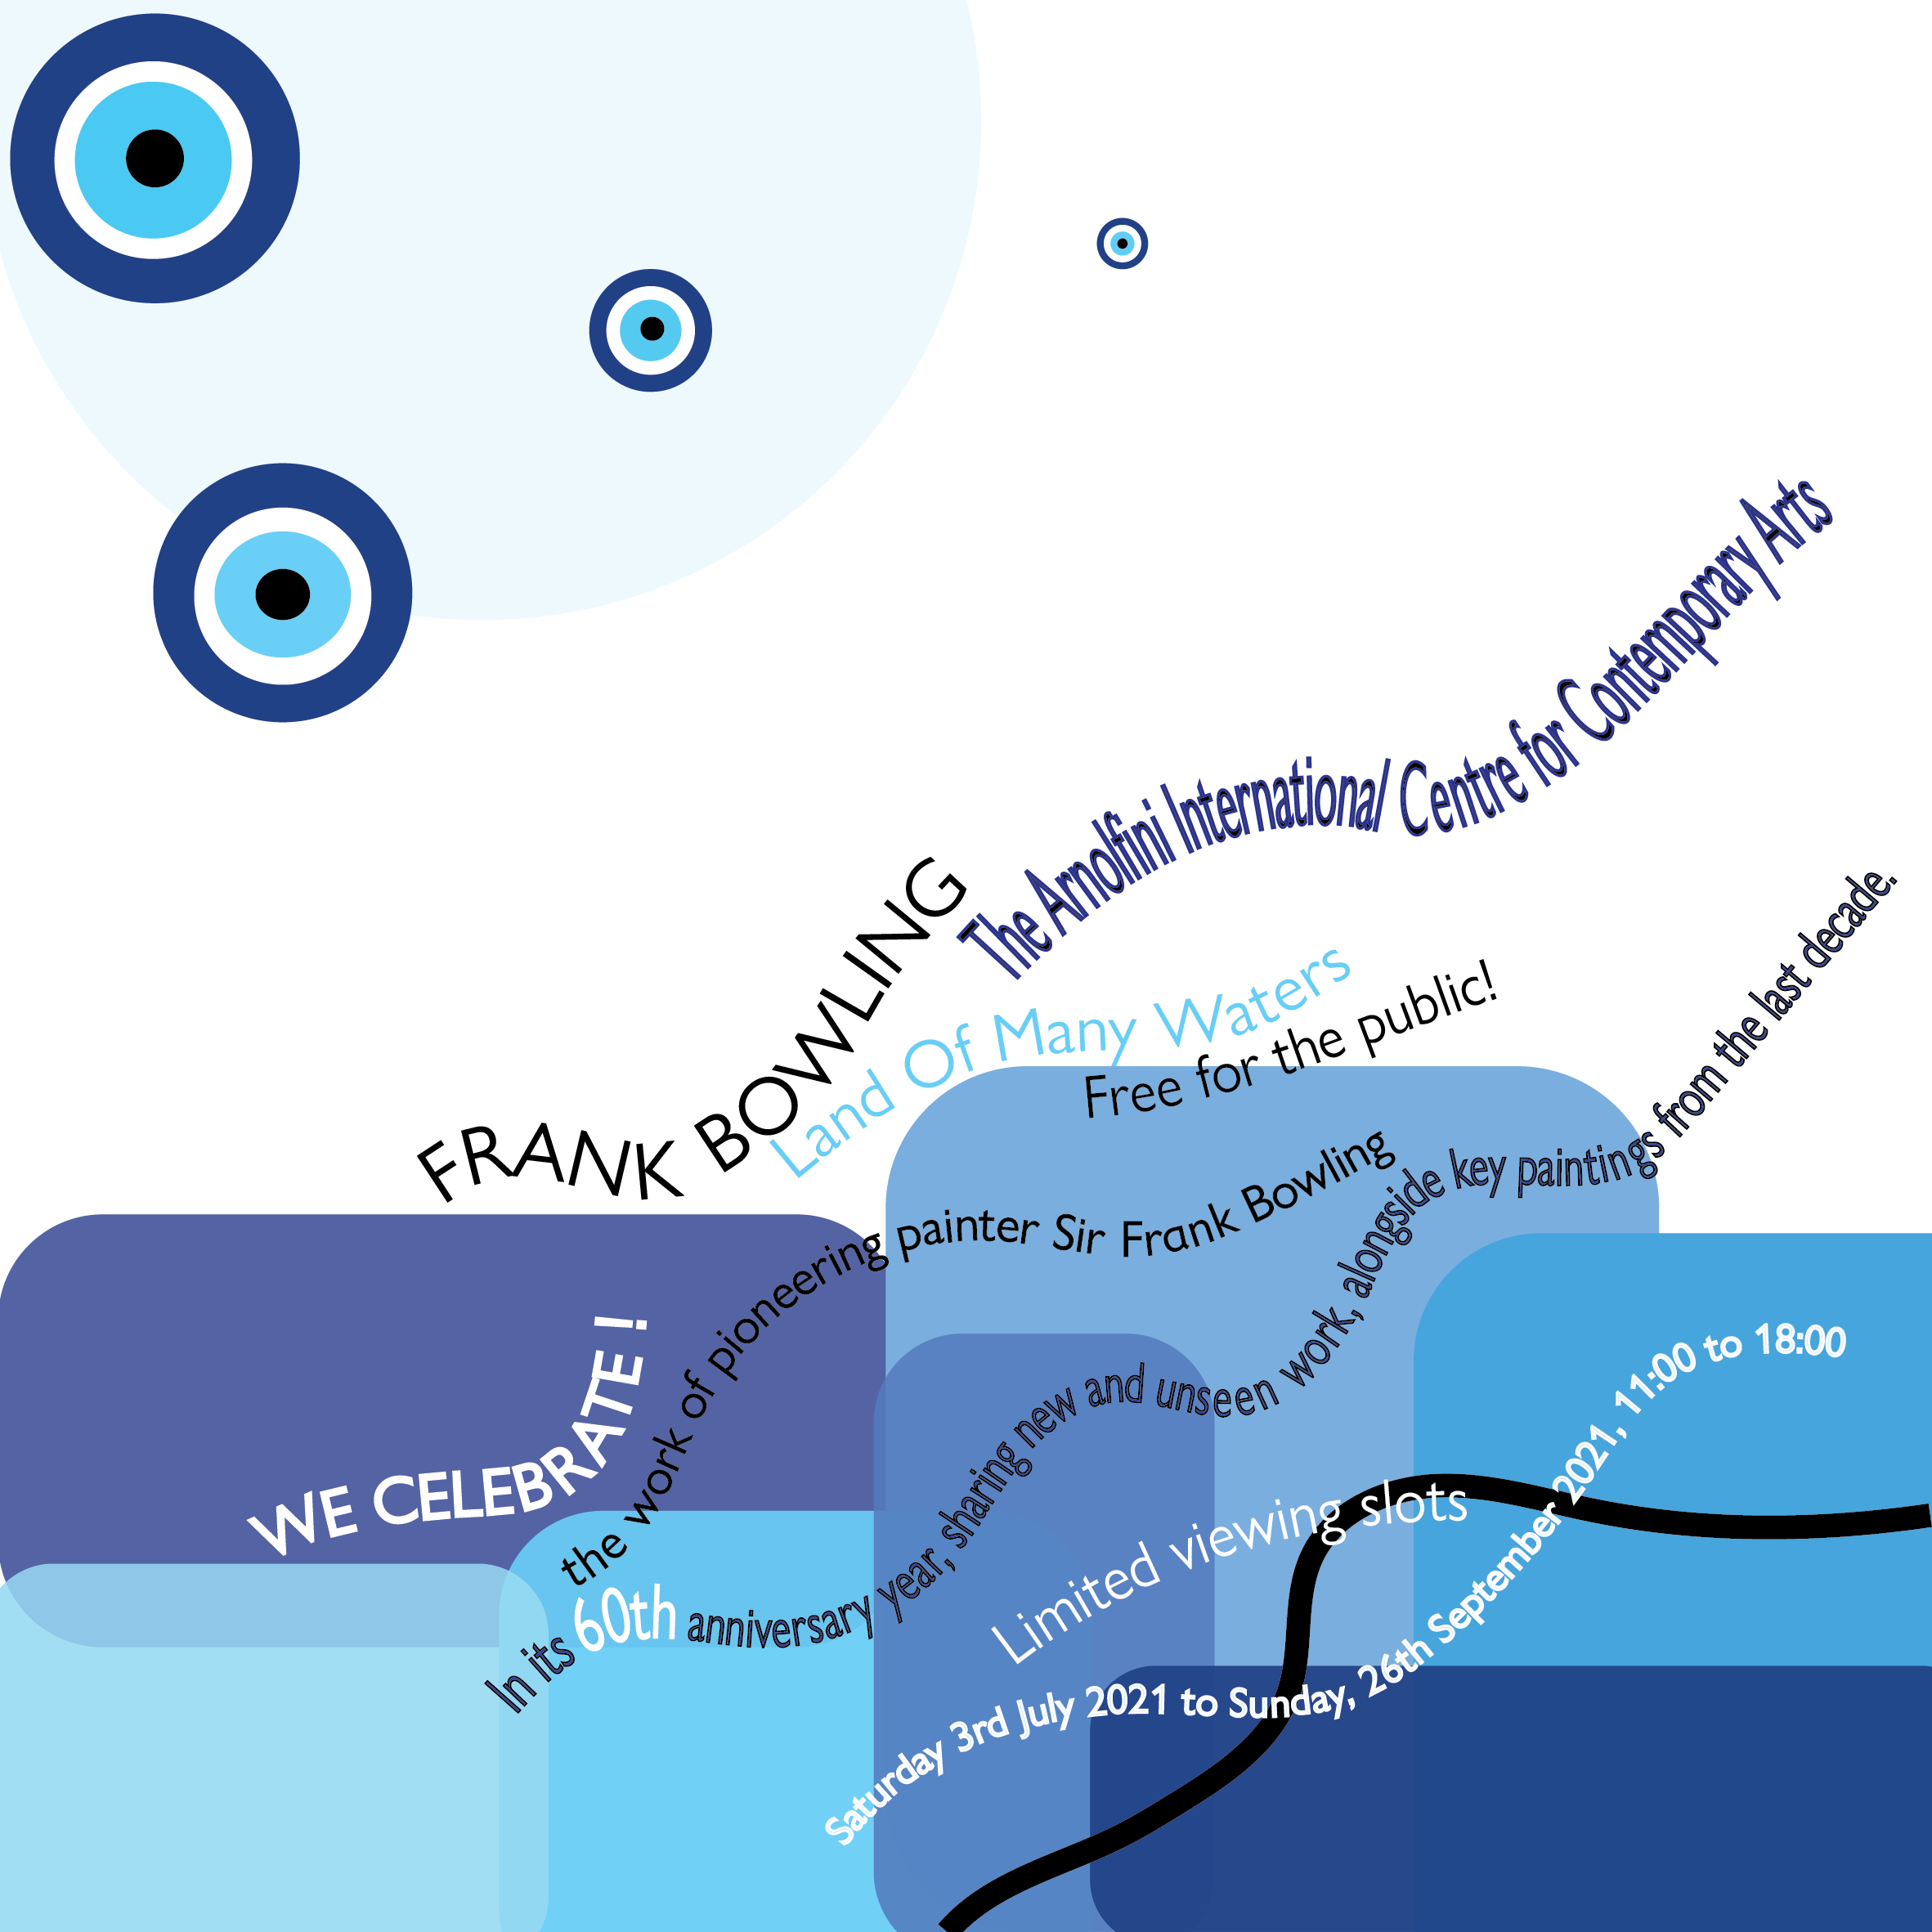 The Arnolfini International Centre for Contemporary Arts
FRANK BOWLING
Land Of Many Waters
Free for the public!
WE CELEBRATE !
the work of pioneering painter Sir Frank Bowling
In its 60th anniversary year, sharing new and unseen work, alongside key paintings from the last decade.
Limited viewing slots
Saturday 3rd July 2021 to Sunday, 26th September 2021, 11:00 to 18:00